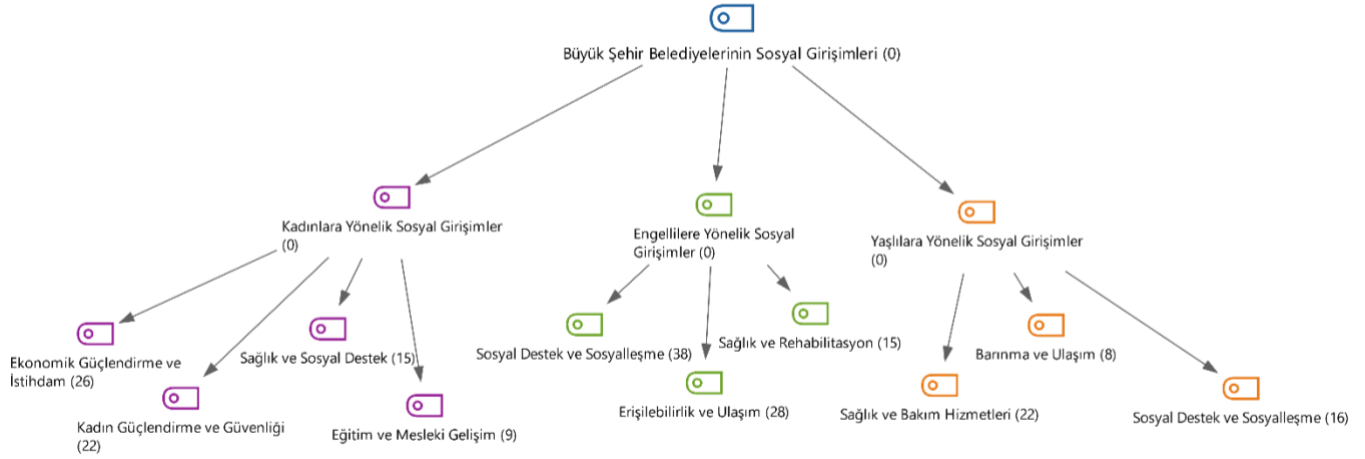 Büyük Şehir Belediyelerinin Sosyal Girişimleri (0)
Kadınlara Yönelik Sosyal Girişimler
(0)
Engellilere Yönelik Sosyal
Girişimler (0)
Yaşlılara Yönelik Sosyal Girişimler
(0)
Ekonomik Güçlendirme ve
İstihdam (26)
Kadın Güçlendirme ve Güvenliği
(22)
Sağlık ve Sosyal Destek (15)
Eğitim ve Mesleki Gelişim (9)
Sosyal Destek ve Sosyalleşme (38)
Erişilebilirlik ve Ulaşım (28)
Sağlık ve Rehabilitasyon (15)
Sağlık ve Bakım Hizmetleri (22)
Barınma ve Ulaşım (8)
Sosyal Destek ve Sosyalleşme (16)